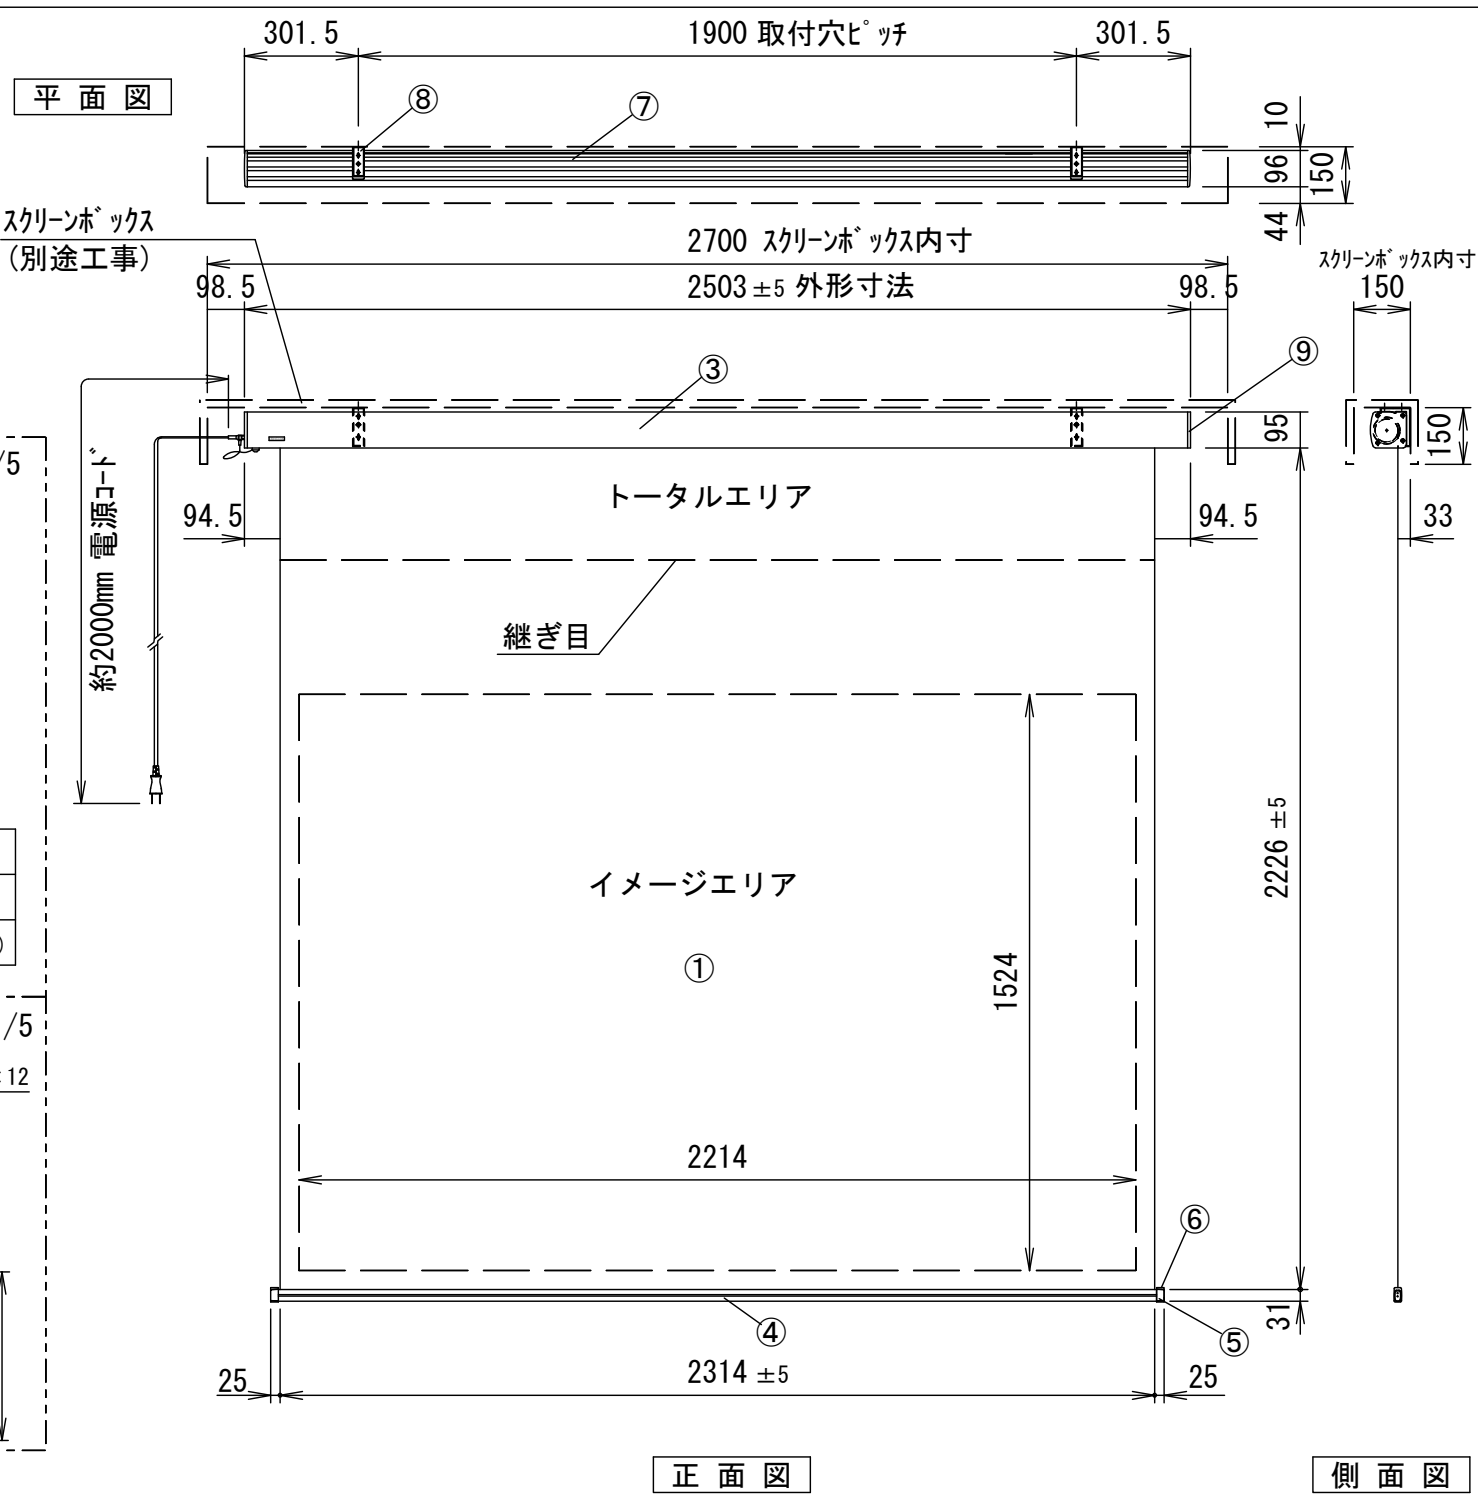 301.5
1900 取付穴ピッチ
301.5
平面図
⑧
⑦
10
96
150
44
スクリーンボックス
(別途工事)
2700 スクリーンボックス内寸
98.5
2503 ±5 外形寸法
98.5
スクリーンボックス内寸
150
③
⑨
95
150
/5
トータルエリア
94.5
94.5
33
約2000mm 電源コード
継ぎ目
2226 ±5
イメージエリア
①
1524
/5
12
2214
⑥
④
⑤
31
25
2314 ±5
25
正面図
側面図